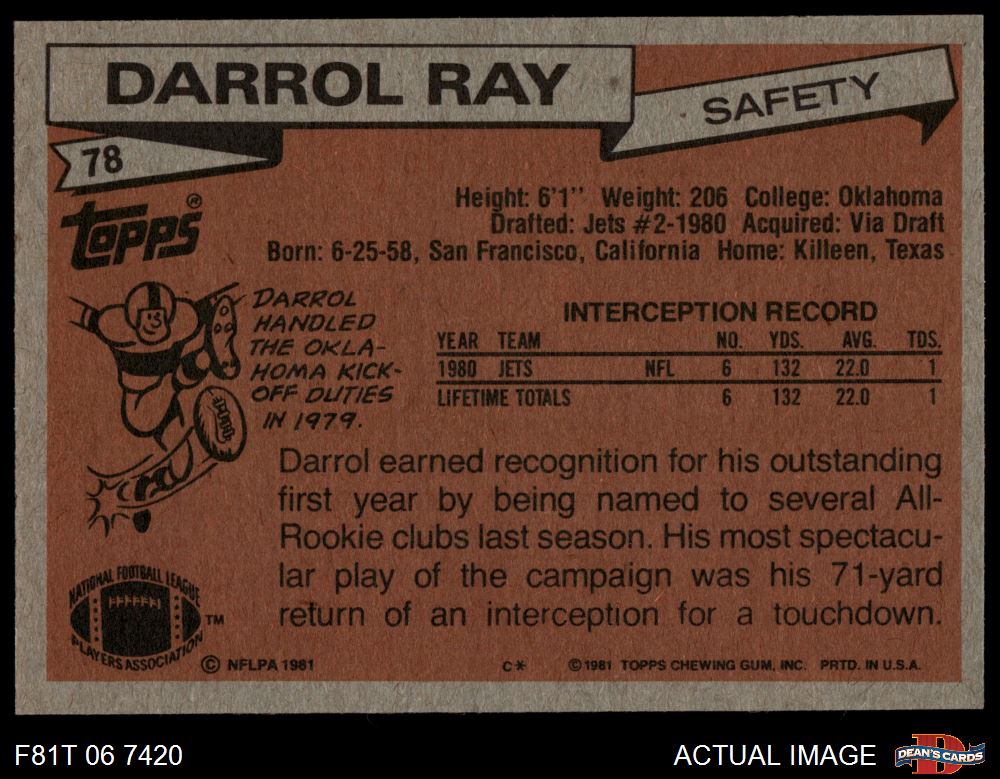 DARROL RAY
SAFETY
78
TOPPS®
Height: 6'1'' Weight: 206 College: Oklahoma
Drafted: Jets #2-1980 Acquired: Via Draft
Born: 6-25-58, San Francisco, California Home: Killeen, Texas
DARROL
HANDLED
THE OKLA-
HOMA KICK-
OFF DUTIES
IN 1979.
INTERCEPTION RECORD
YEAR TEAM NO. YDS. AVG. TDS.
1980 JETS NFL 6 132 22.0 1
LIFETIME TOTALS 6 132 22.0 1
Darrol earned recognition for his outstanding
first year by being named to several All-
Rookie clubs last season. His most spectacu-
lar play of the campaign was his 71-yard
return of an interception for a touchdown.
NATIONAL FOOTBALL LEAGUE
PLAYERS ASSOCIATION
TM
© NFLPA 1981
C*
© 1981 TOPPS CHEWING GUM, INC. PRTD. IN U.S.A.
F81T 06 7420
ACTUAL IMAGE
D
DEAN'S CARDS